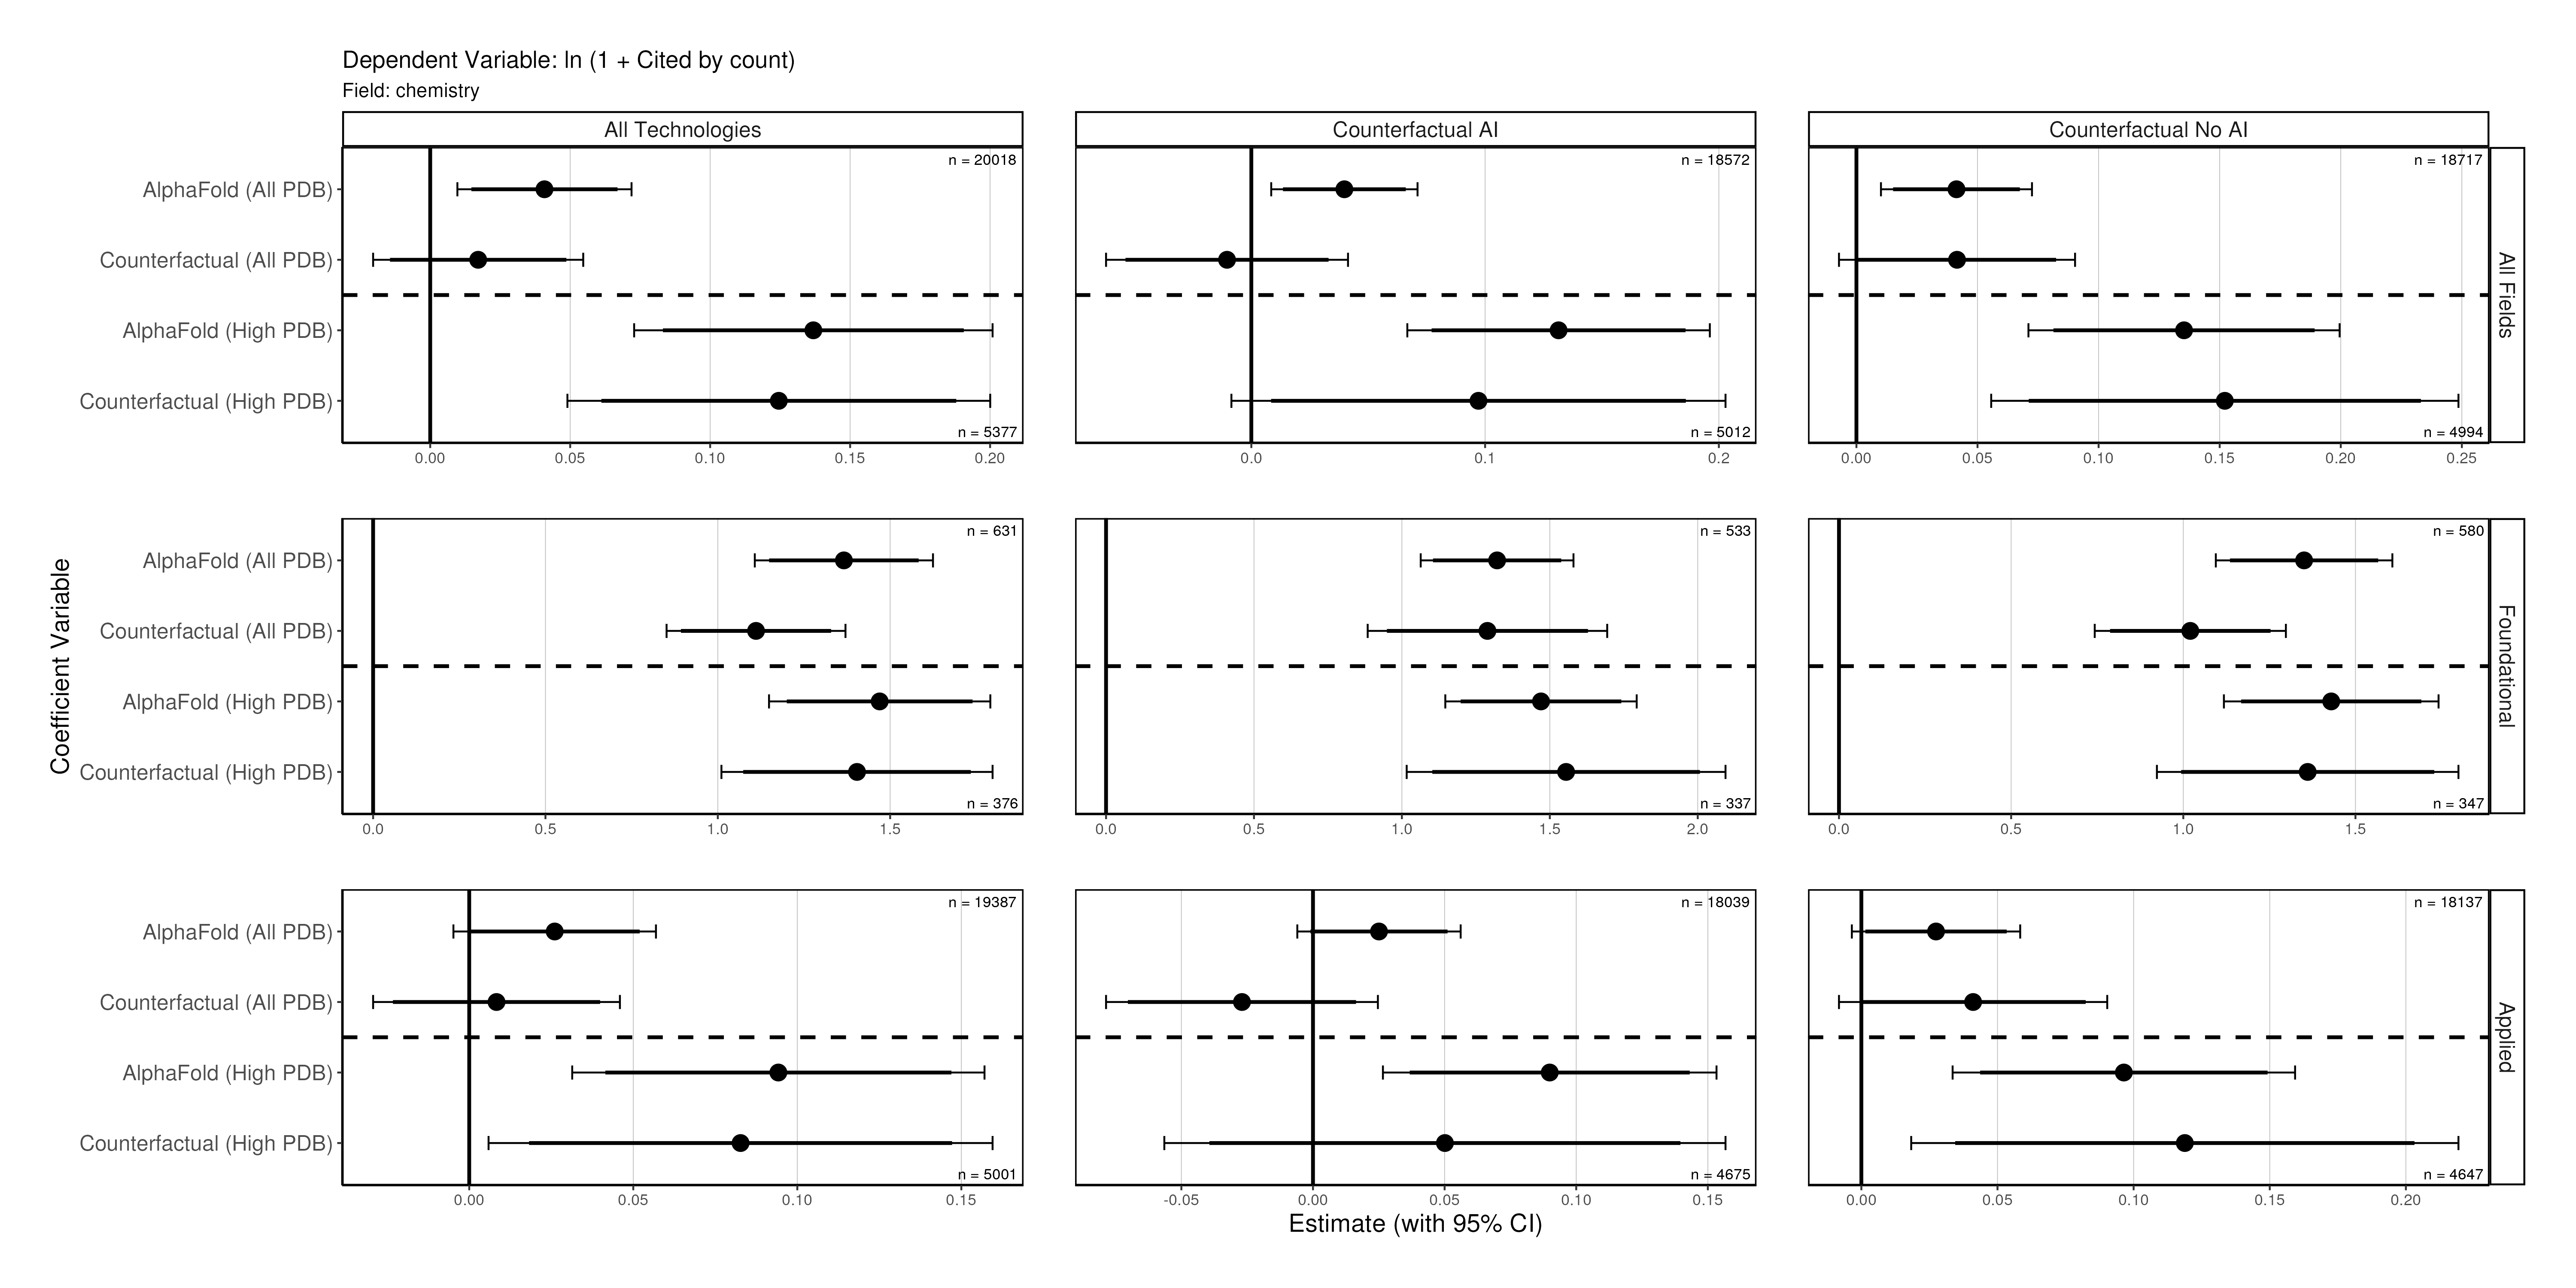 Dependent Variable: ln (1 + Cited by count)
Field: chemistry
All Technologies
Counterfactual AI
Counterfactual No AI
AlphaFold (All PDB)
Counterfactual (All PDB)
AlphaFold (High PDB)
Counterfactual (High PDB)
n = 20018
n = 5377
n = 18572
n = 5012
n = 18717
n = 4994
All Fields
0.00 0.05 0.10 0.15 0.20
0.0 0.1 0.2
0.00 0.05 0.10 0.15 0.20 0.25
Coefficient Variable
AlphaFold (All PDB)
Counterfactual (All PDB)
AlphaFold (High PDB)
Counterfactual (High PDB)
n = 631
n = 376
n = 533
n = 337
n = 580
n = 347
Foundational
0.0 0.5 1.0 1.5
0.0 0.5 1.0 1.5 2.0
0.0 0.5 1.0 1.5
AlphaFold (All PDB)
Counterfactual (All PDB)
AlphaFold (High PDB)
Counterfactual (High PDB)
n = 19387
n = 5001
n = 18039
n = 4675
n = 18137
n = 4647
Applied
0.00 0.05 0.10 0.15
-0.05 0.00 0.05 0.10 0.15
0.00 0.05 0.10 0.15 0.20
Estimate (with 95% CI)